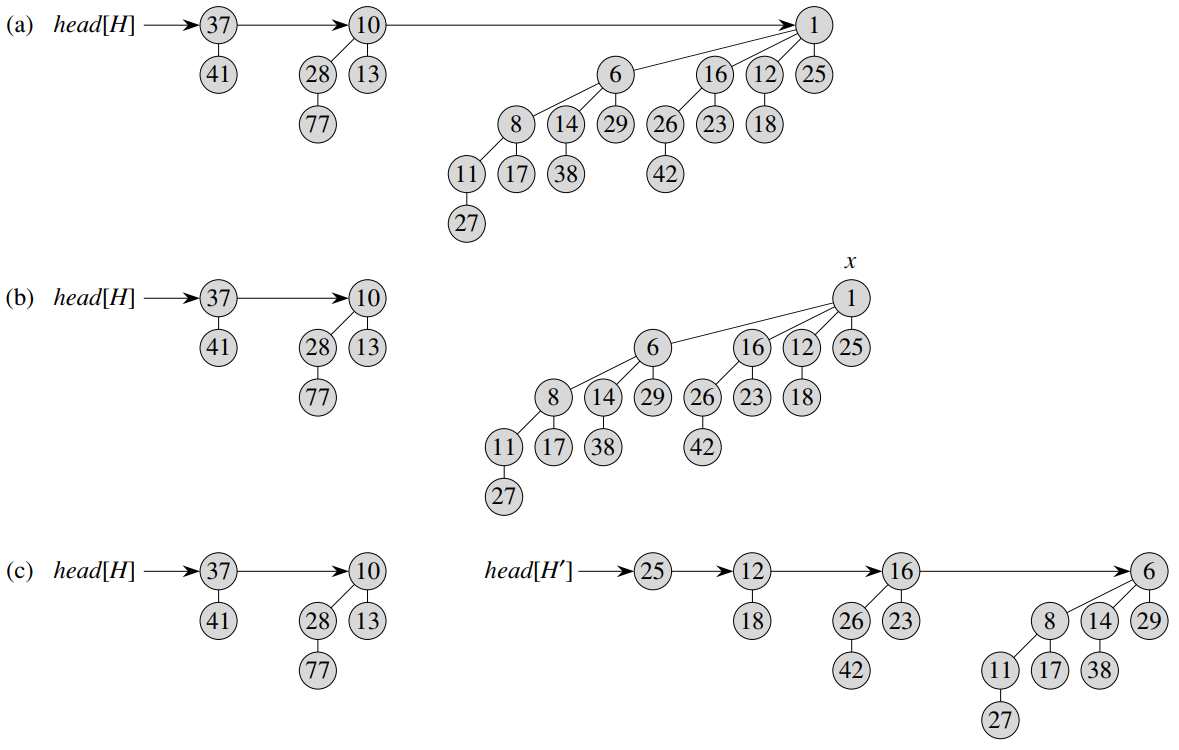 (a) head[H] 37 10 1
41 28 13 6 16 12 25
77 8 14 29 26 23 18
11 17 38 42
27
x
(b) head[H] 37 10 1
41 28 13 6 16 12 25
77 8 14 29 26 23 18
11 17 38 42
27
(c) head[H] 37 10 head[H′] 25 12 16 6
41 28 13 18 26 23 8 14 29
77 42 11 17 38
27